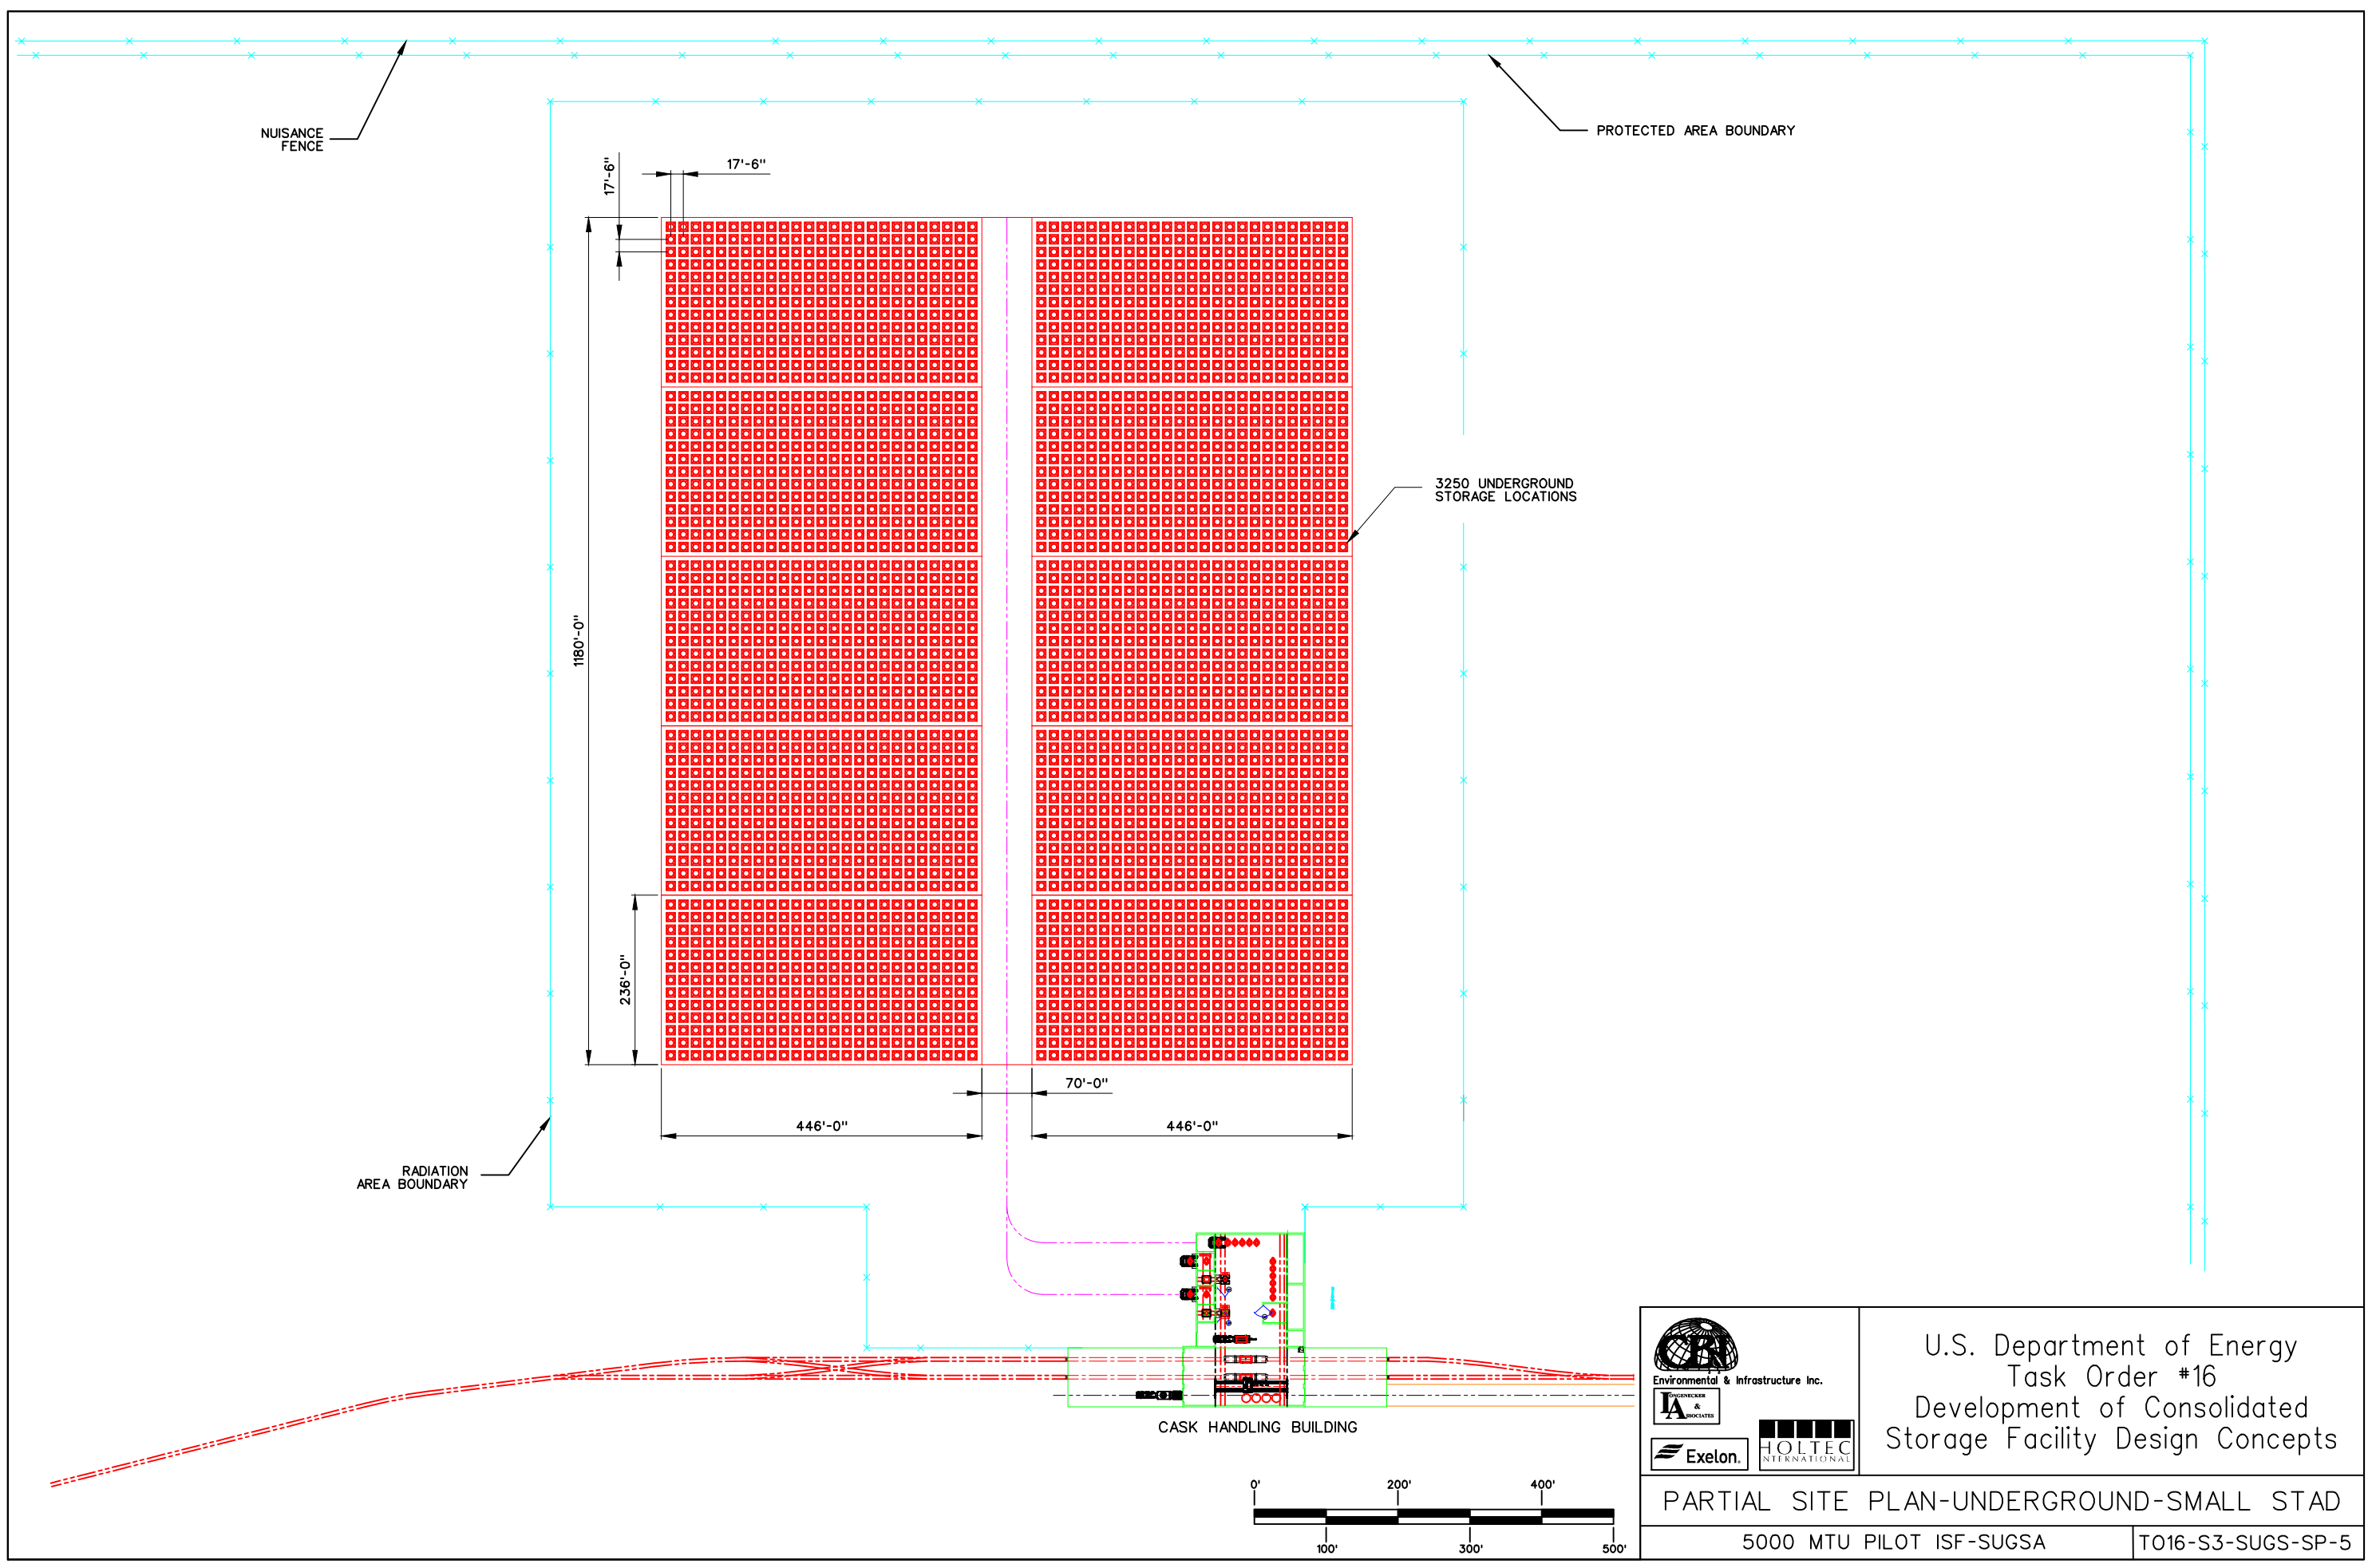 NUISANCE
FENCE
PROTECTED AREA BOUNDARY
17'-6"
17'-6"
3250 UNDERGROUND
STORAGE LOCATIONS
1180'-0"
236'-0"
70'-0"
446'-0"
446'-0"
RADIATION
AREA BOUNDARY
CASK HANDLING BUILDING
0'
200'
400'
100'
300'
500'
CB&I
Environmental & Infrastructure Inc.
LONGENECKER
&
ASSOCIATES
Exelon.
HOLTEC
INTERNATIONAL
U.S. Department of Energy
Task Order #16
Development of Consolidated
Storage Facility Design Concepts
PARTIAL SITE PLAN-UNDERGROUND-SMALL STAD
5000 MTU PILOT ISF-SUGSA
TO16-S3-SUGS-SP-5